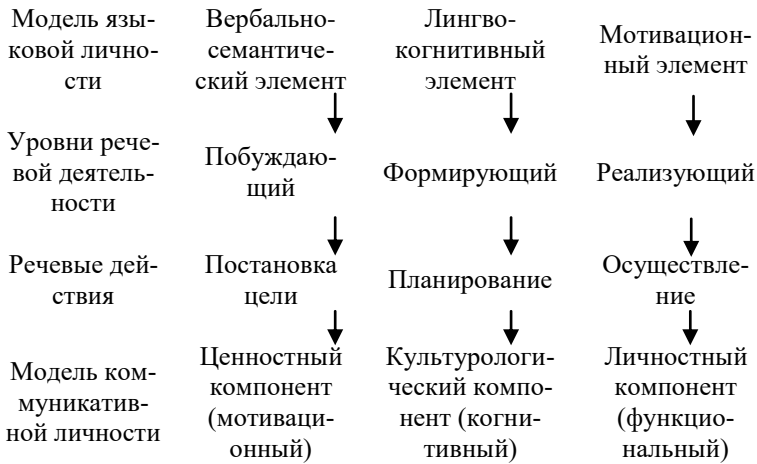 Модель язы-
ковой лично-
сти
Вербально-
семантиче-
ский элемент
Лингво-
когнитивный
элемент
Мотивацион-
ный элемент
Уровни рече-
вой деятель-
ности
Побуждаю-
щий
Формирующий
Реализующий
Речевые дей-
ствия
Постановка
цели
Планирование
Осуществле-
ние
Модель ком-
муникатив-
ной личности
Ценностный
компонент
(мотиваци-
онный)
Культурологи-
ческий компо-
нент (когни-
тивный)
Личностный
компонент
(функцио-
нальный)